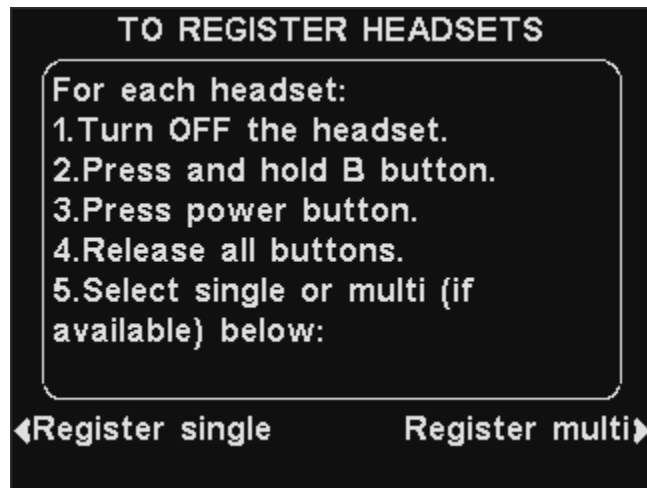 TO REGISTER HEADSETS
For each headset:
1.Turn OFF the headset.
2.Press and hold B button.
3.Press power button.
4.Release all buttons.
5.Select single or multi (if
available) below:
Register single
Register multi